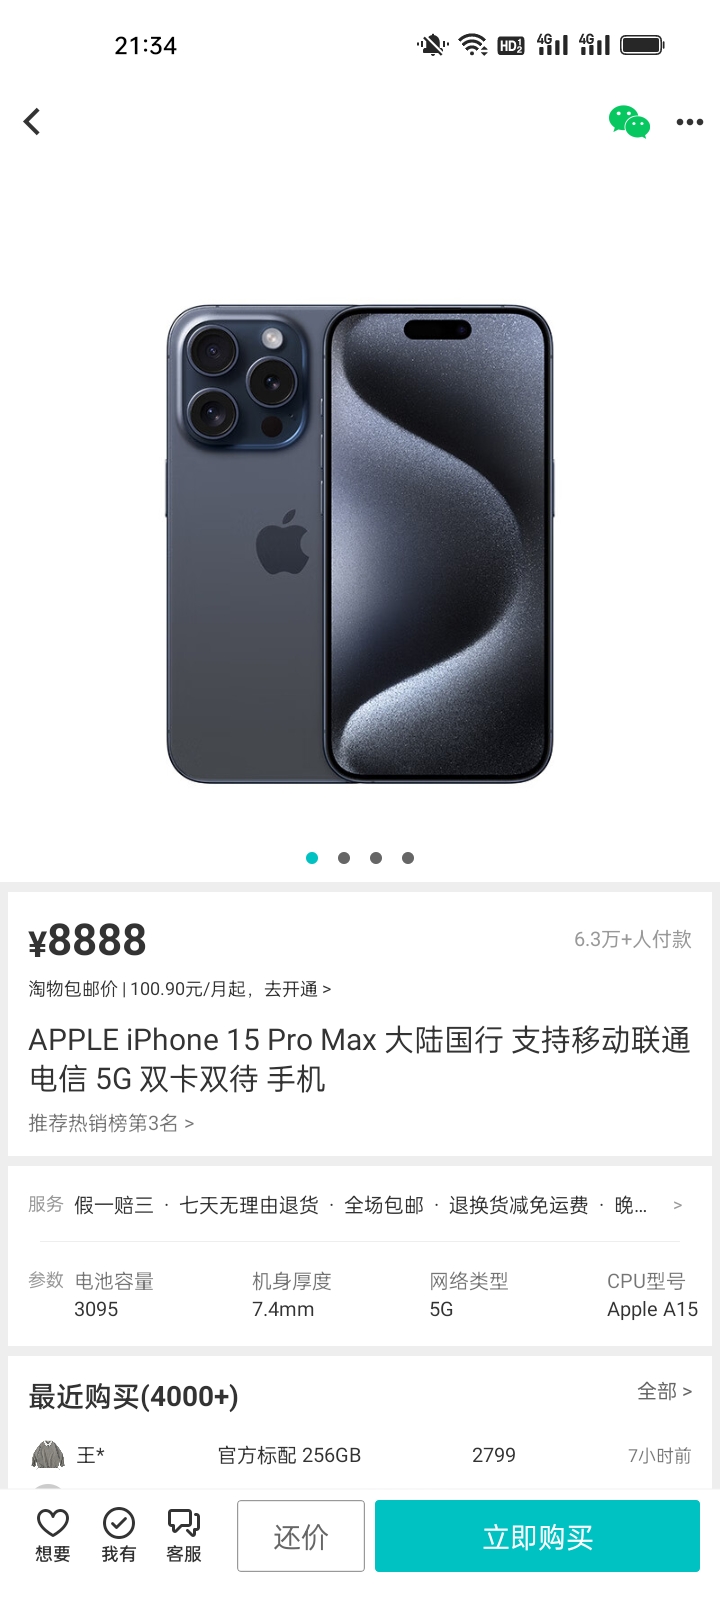 21:34
HD 1 2 4G 4G
¥8888
6.3万+人付款
淘物包邮价 | 100.90元/月起，去开通 >
APPLE iPhone 15 Pro Max 大陆国行 支持移动联通
电信 5G 双卡双待 手机
推荐热销榜第3名 >
服务 假一赔三 · 七天无理由退货 · 全场包邮 · 退换货减免运费 · 晚... >
参数 电池容量 机身厚度 网络类型 CPU型号
3095 7.4mm 5G Apple A15
最近购买(4000+) 全部 >
王* 官方标配 256GB 2799 7小时前
想要 我有 客服 还价 立即购买